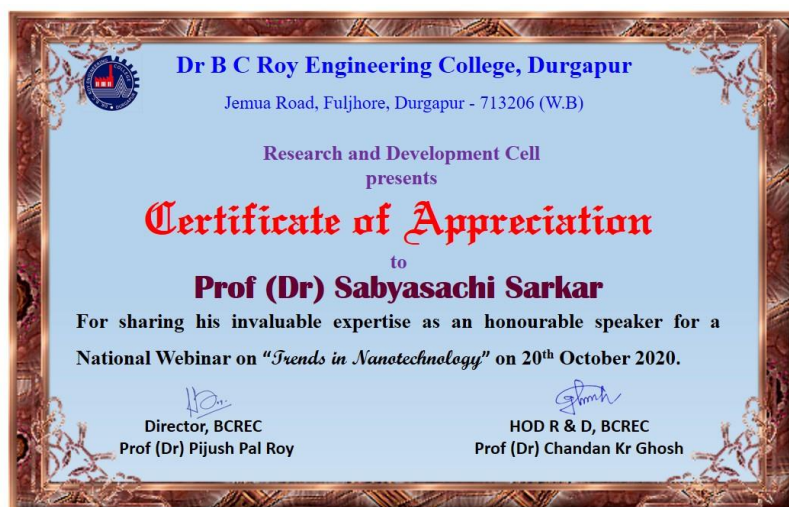 Dr B C Roy Engineering College, Durgapur
Jemua Road, Fuljhore, Durgapur - 713206 (W.B)
Research and Development Cell
presents
Certificate of Appreciation
to
Prof (Dr) Sabyasachi Sarkar
For sharing his invaluable expertise as an honourable speaker for a
National Webinar on “Trends in Nanotechnology” on 20th October 2020.
Director, BCREC
Prof (Dr) Pijush Pal Roy
HOD R & D, BCREC
Prof (Dr) Chandan Kr Ghosh